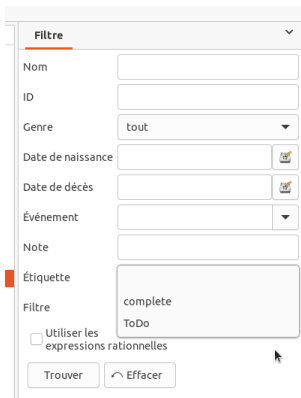 Filtre
Nom
ID
Genre tout
Date de naissance
Date de décès
Événement
Note
Étiquette
complete
Filtre
ToDo
Utiliser les
expressions rationnelles
Trouver Effacer